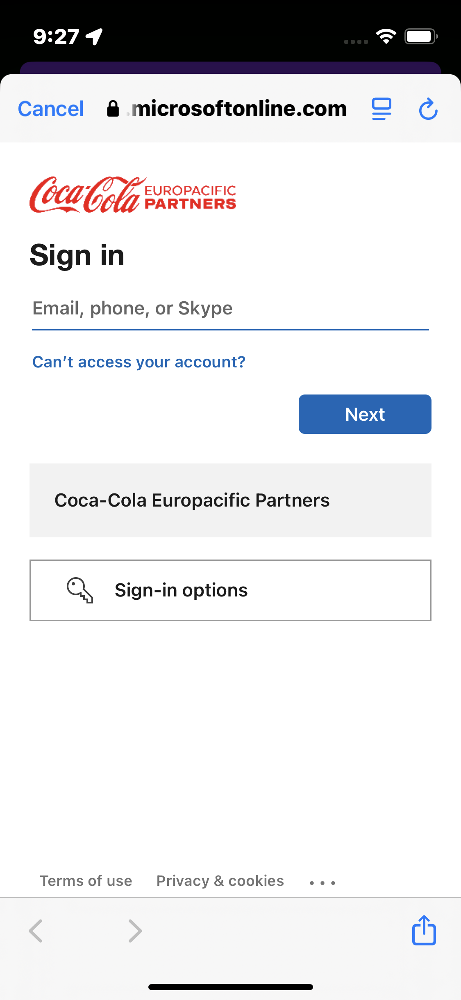 9:27
Cancel
.microsoftonline.com
Coca-Cola EUROPACIFIC
PARTNERS
Sign in
Email, phone, or Skype
Can’t access your account?
Next
Coca-Cola Europacific Partners
Sign-in options
Terms of use Privacy & cookies ...